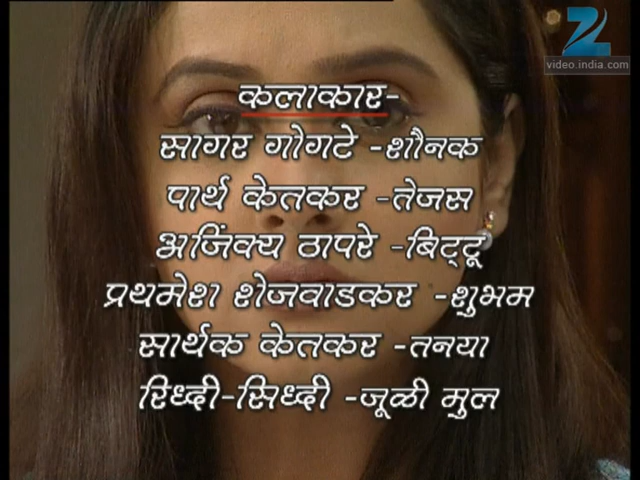 video.india.com
कलाकार-
सागर गोगटे -शौनक
पार्थ केतकर -तेजस
अजिंक्य ठापरे -बिट्टू
प्रथमेश शेजवाडकर -शुभम
सार्थक केतकर -तनया
रिध्दी-सिध्दी -जूळी मुल